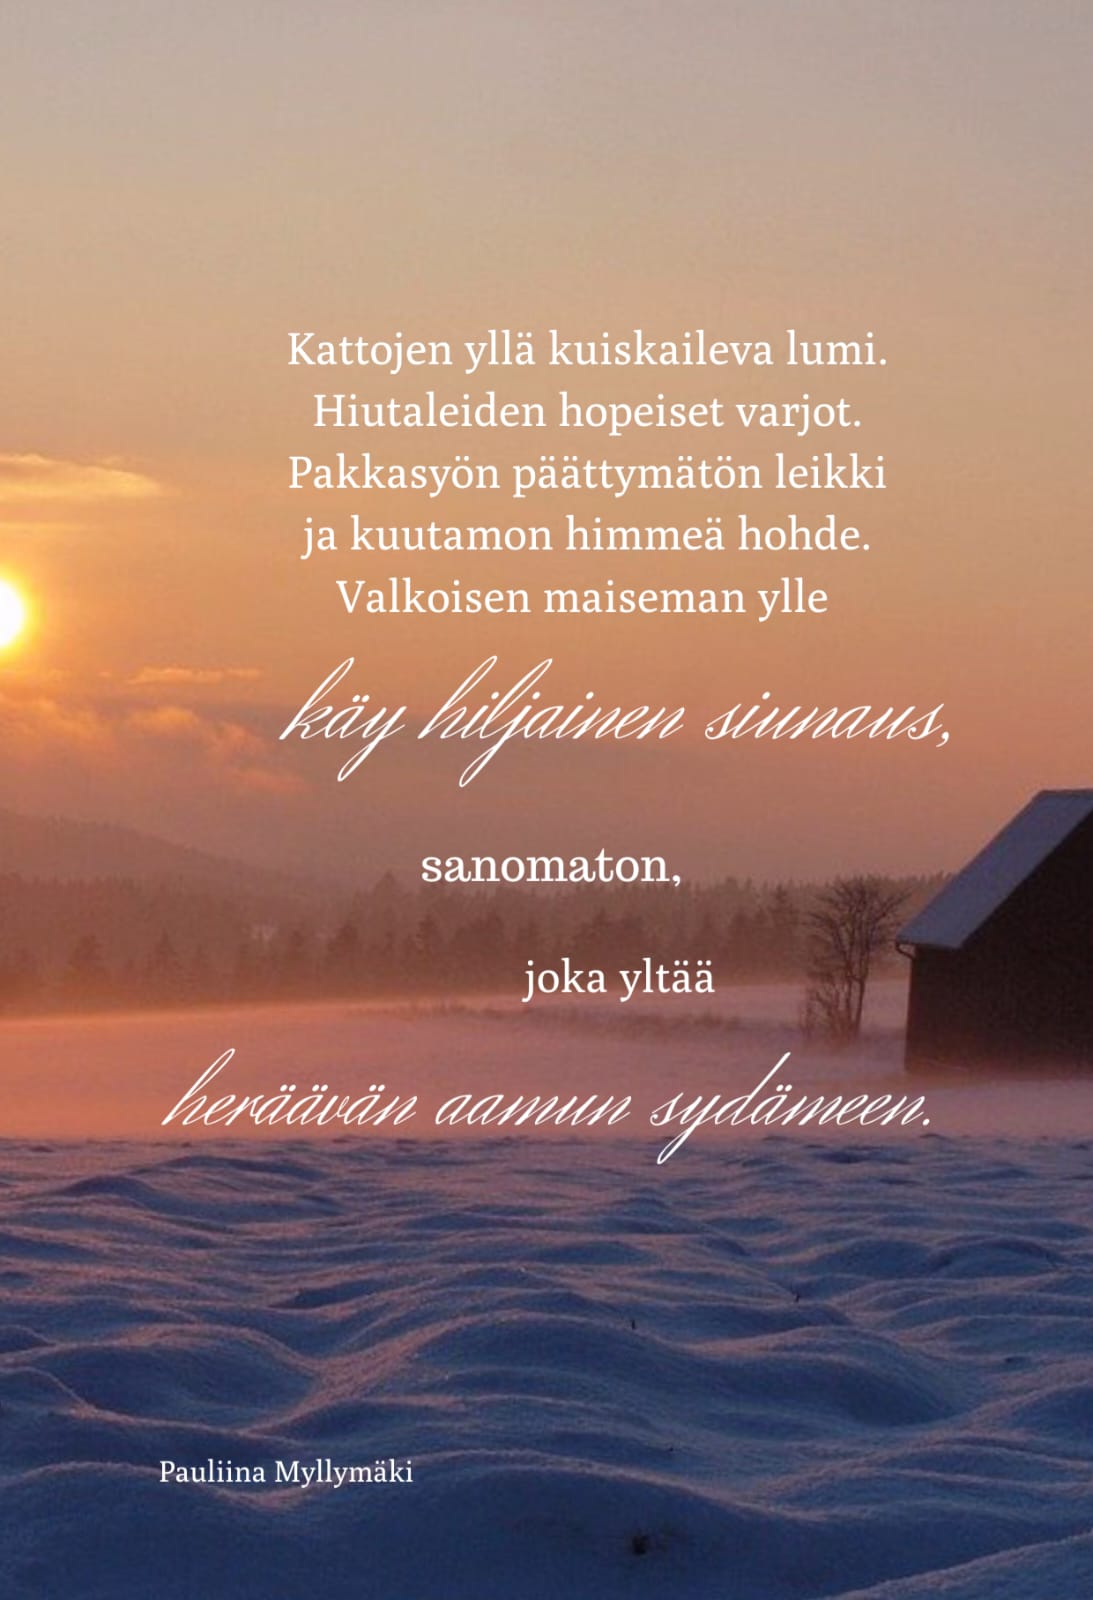 Kattojen yllä kuiskaileva lumi.
Hiutaleiden hopeiset varjot.
Pakkasyön päättymätön leikki
ja kuutamon himmeä hohde.
Valkoisen maiseman ylle
käy hiljainen siunaus,
sanomaton,
joka yltää
heräävän aamun sydämeen.
Pauliina Myllymäki